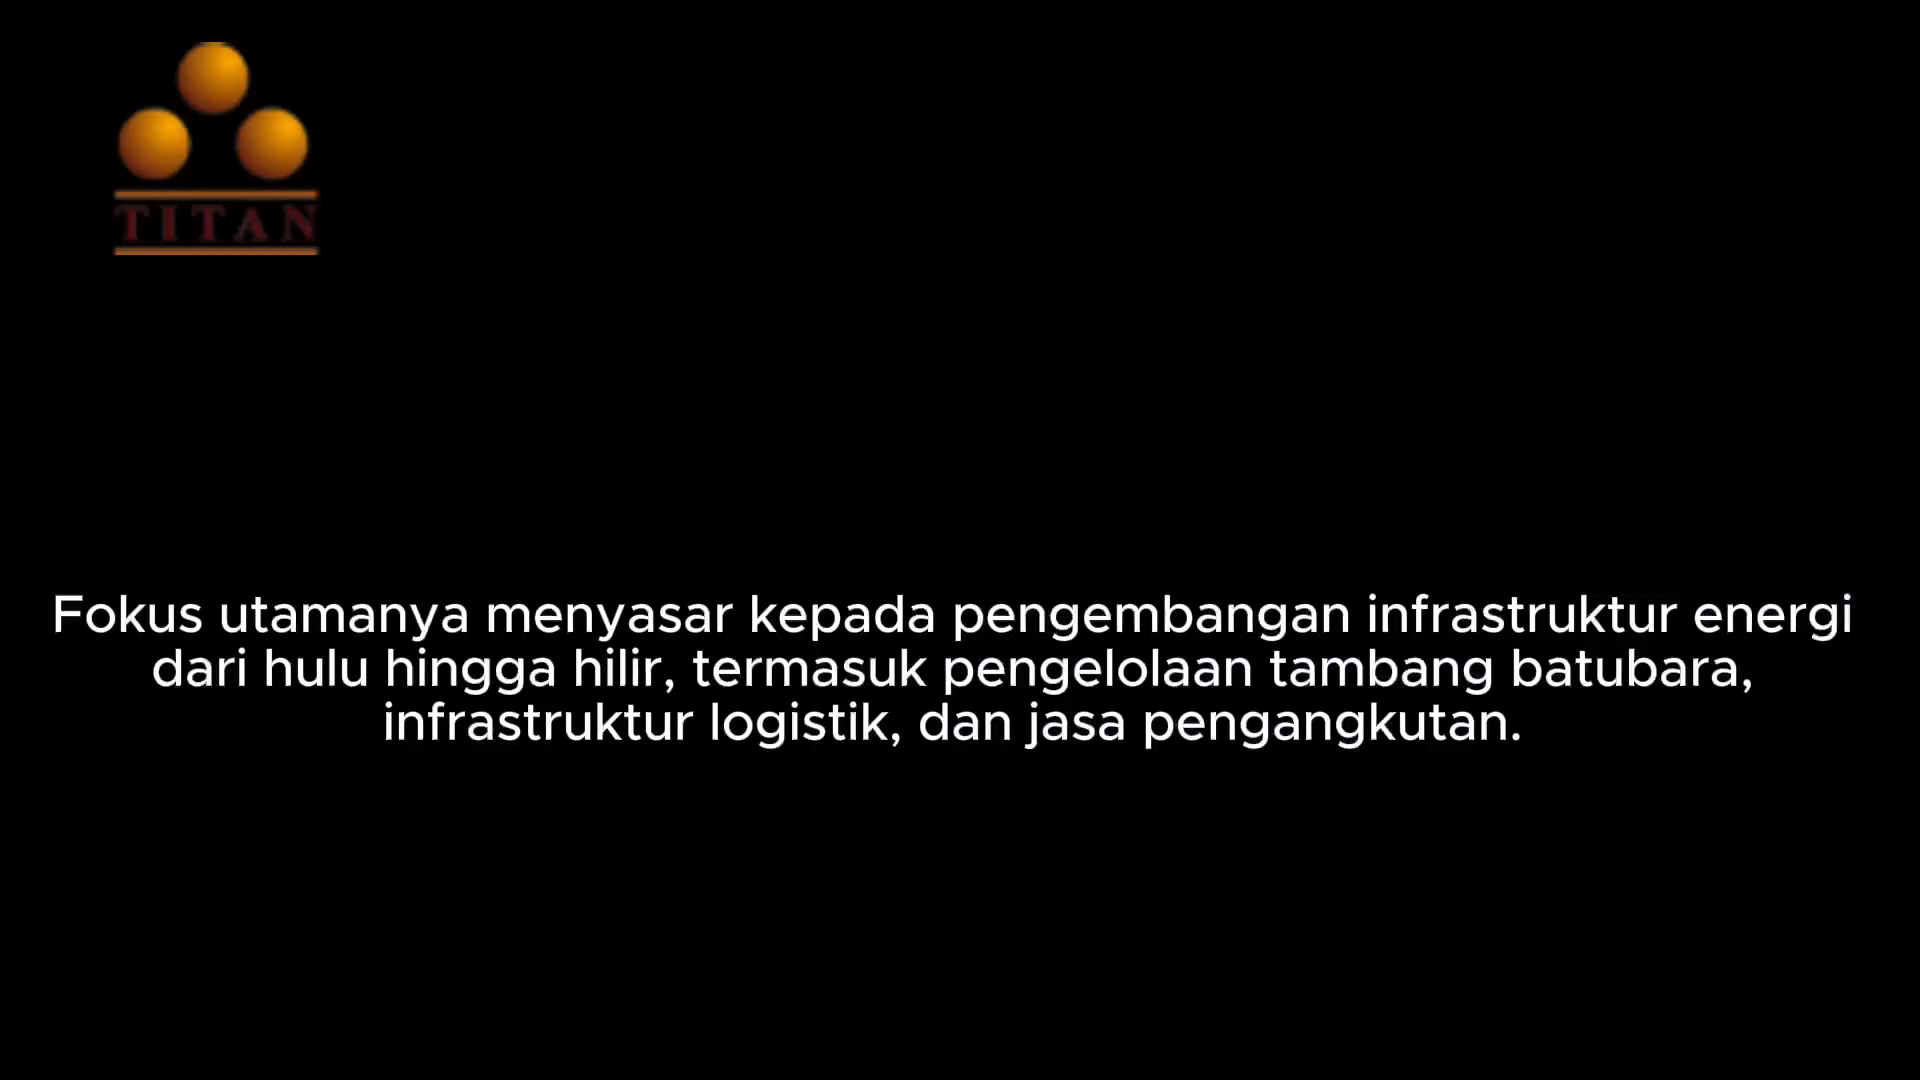 TITAN
Fokus utamanya menyasar kepada pengembangan infrastruktur energi
dari hulu hingga hilir, termasuk pengelolaan tambang batubara,
infrastruktur logistik, dan jasa pengangkutan.